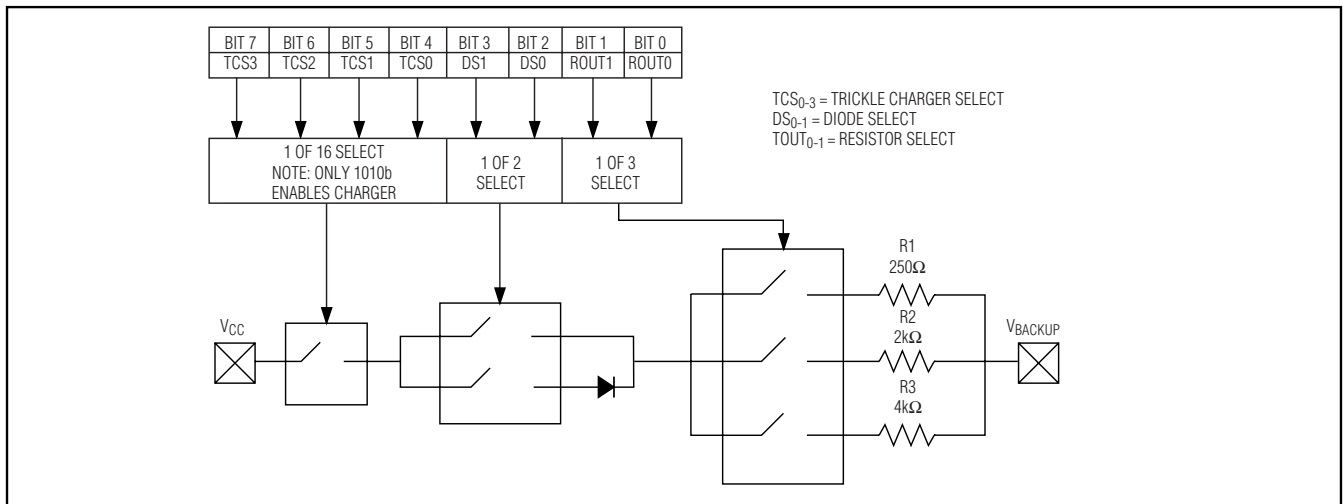 BIT 7 BIT 6 BIT 5 BIT 4 BIT 3 BIT 2 BIT 1 BIT 0
TCS3 TCS2 TCS1 TCS0 DS1 DS0 ROUT1 ROUT0
TCS0-3 = TRICKLE CHARGER SELECT
DS0-1 = DIODE SELECT
TOUT0-1 = RESISTOR SELECT
1 OF 16 SELECT
NOTE: ONLY 1010b
ENABLES CHARGER
1 OF 2
SELECT
1 OF 3
SELECT
R1
250Ω
VCC
R2
2kΩ
VBACKUP
R3
4kΩ